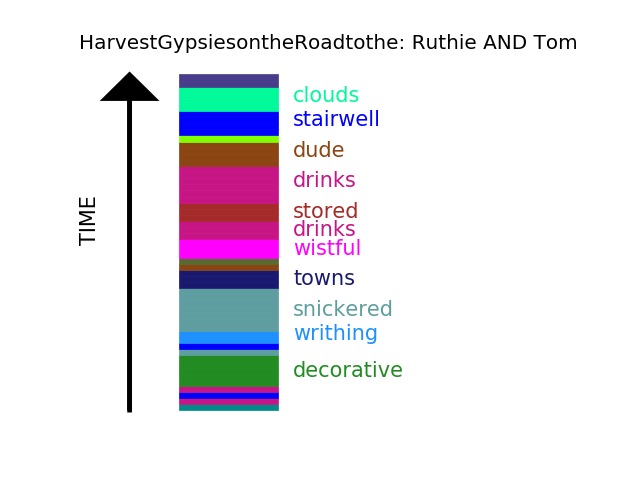 HarvestGypsiesontheRoadtothe: Ruthie AND Tom
clouds
stairwell
dude
drinks
stored
drinks
wistful
towns
snickered
writhing
decorative
TIME